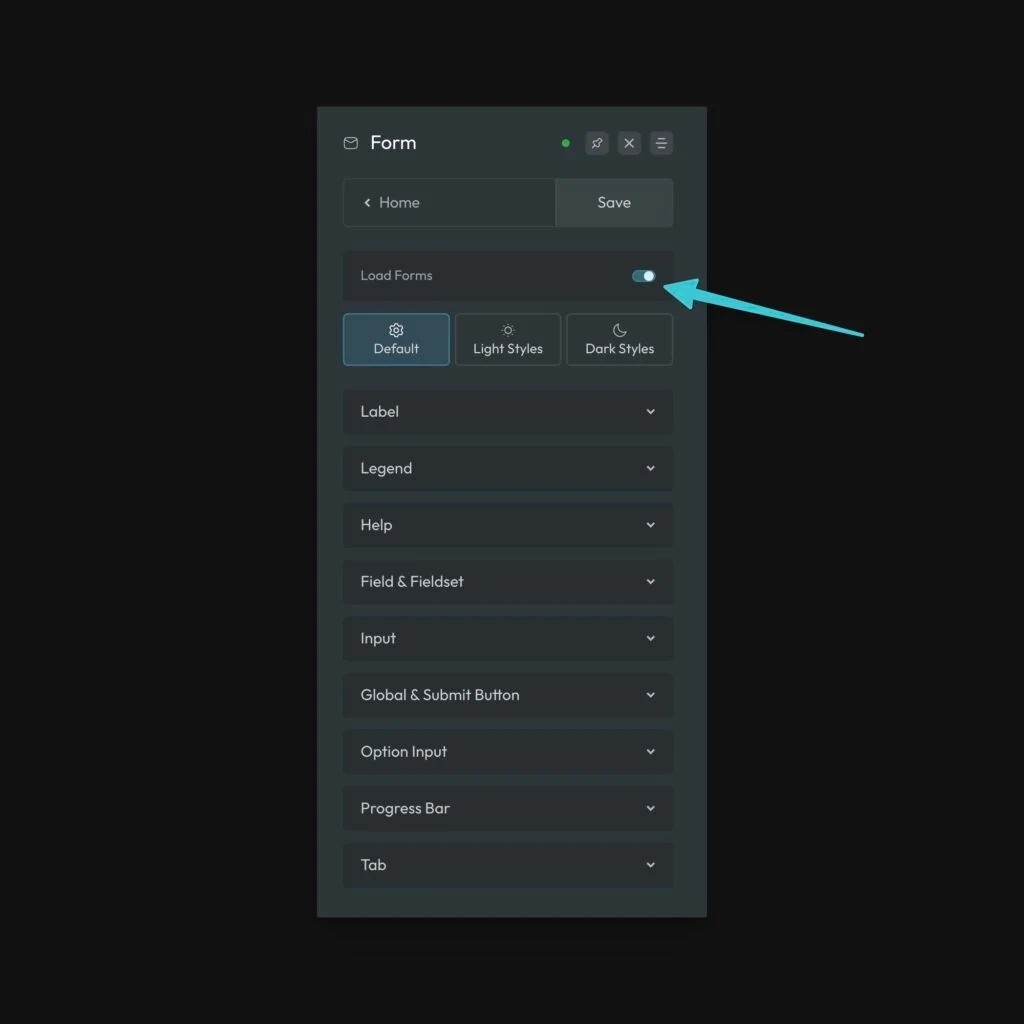 Form
Home
Save
Load Forms
Default
Light Styles
Dark Styles
Label
Legend
Help
Field & Fieldset
Input
Global & Submit Button
Option Input
Progress Bar
Tab